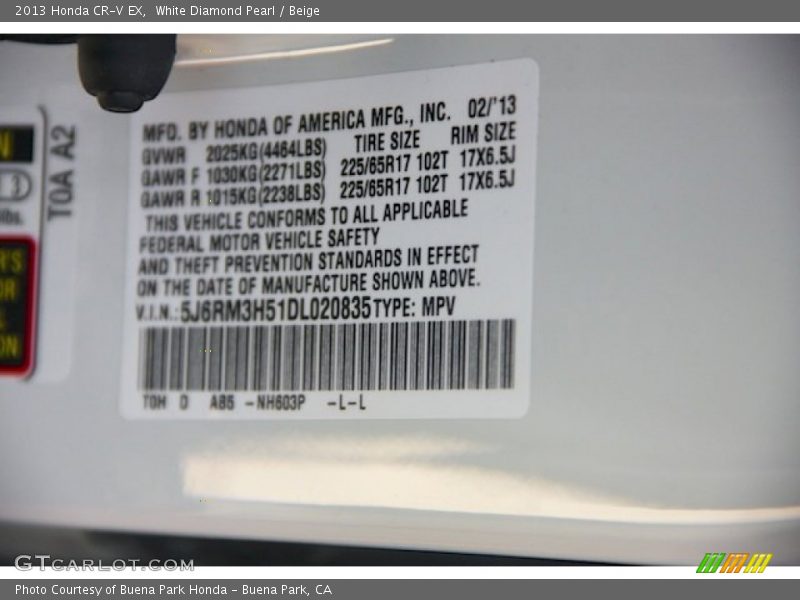 2013 Honda CR-V EX, White Diamond Pearl / Beige
MFD. BY HONDA OF AMERICA MFG., INC. 02/'13
GVWR 2025KG(4464LBS) TIRE SIZE RIM SIZE
GAWR F 1030KG(2271LBS) 225/65R17 102T 17X6.5J
GAWR R 1015KG(2238LBS) 225/65R17 102T 17X6.5J
THIS VEHICLE CONFORMS TO ALL APPLICABLE
FEDERAL MOTOR VEHICLE SAFETY
AND THEFT PREVENTION STANDARDS IN EFFECT
ON THE DATE OF MANUFACTURE SHOWN ABOVE.
V.I.N.:5J6RM3H51DL020835 TYPE: MPV
T0H D A85 -NH603P -L-L
T0A A2
GTCARLOT.COM
Photo Courtesy of Buena Park Honda - Buena Park, CA